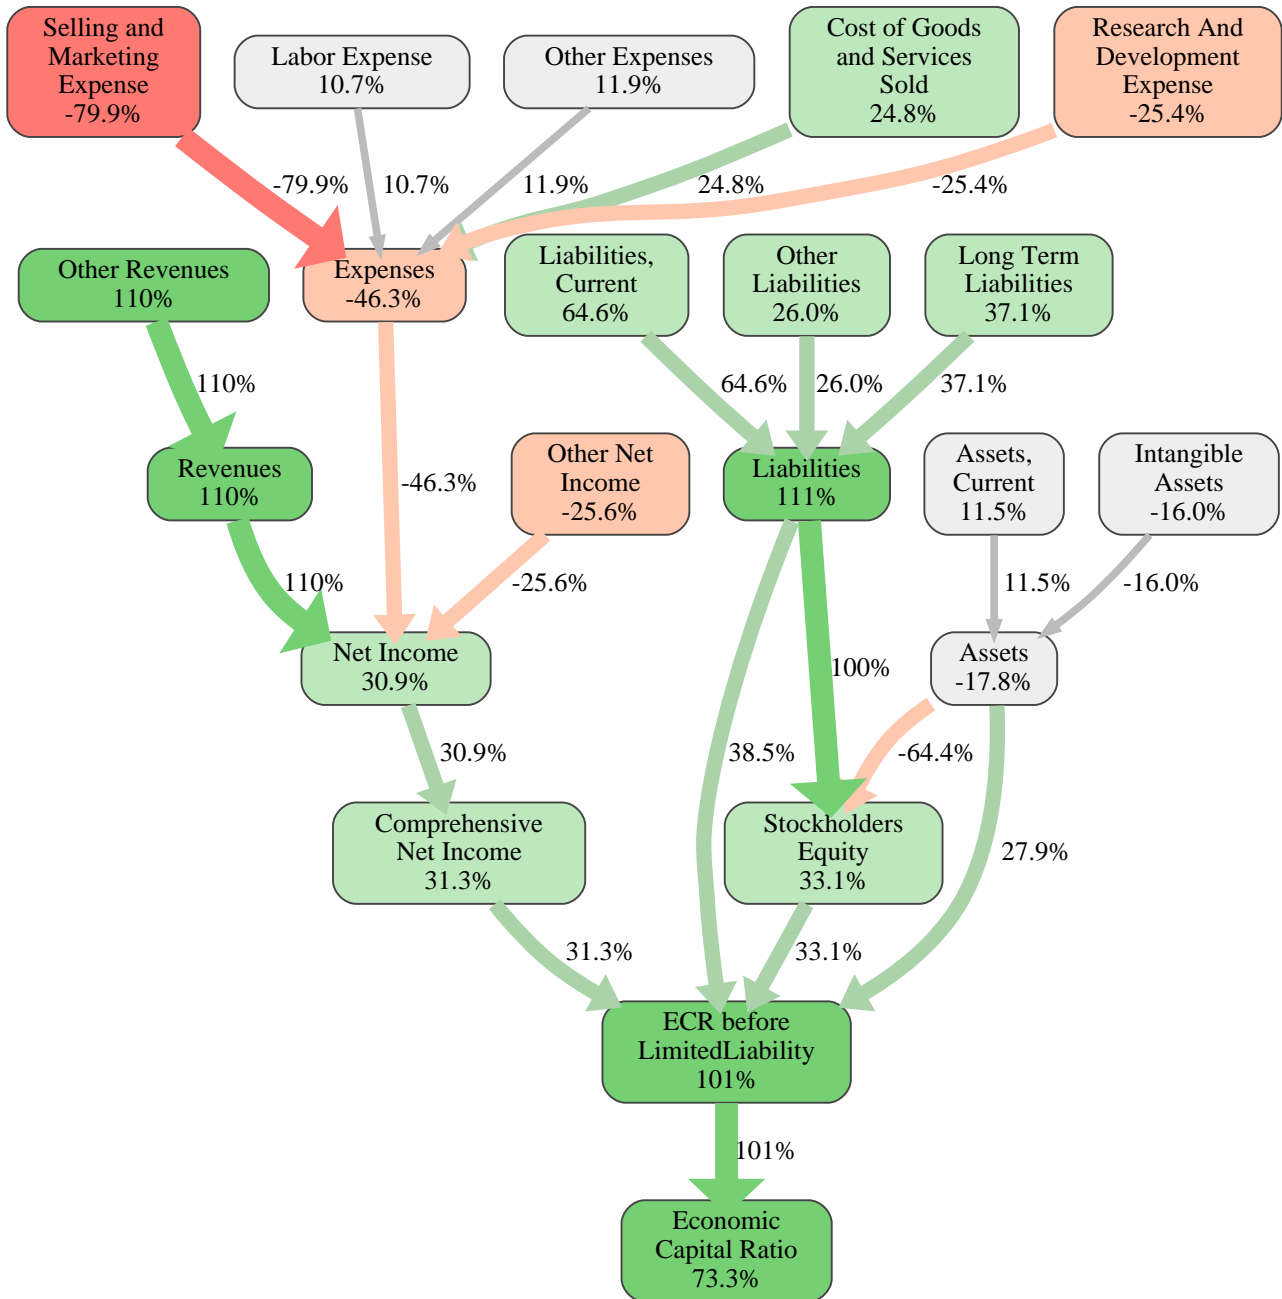 Selling and
Marketing
Expense
-79.9%
Labor Expense
10.7%
Other Expenses
11.9%
Cost of Goods
and Services
Sold
24.8%
Research And
Development
Expense
-25.4%
-79.9%
10.7%
11.9%
24.8%
-25.4%
Other Revenues
110%
Expenses
-46.3%
Liabilities,
Current
64.6%
Other
Liabilities
26.0%
Long Term
Liabilities
37.1%
110%
64.6%
26.0%
37.1%
Revenues
110%
-46.3%
Other Net
Income
-25.6%
Liabilities
111%
Assets,
Current
11.5%
Intangible
Assets
-16.0%
110%
-25.6%
11.5%
-16.0%
Net Income
30.9%
100%
Assets
-17.8%
30.9%
38.5%
-64.4%
Comprehensive
Net Income
31.3%
Stockholders
Equity
33.1%
27.9%
31.3%
33.1%
ECR before
LimitedLiability
101%
101%
Economic
Capital Ratio
73.3%